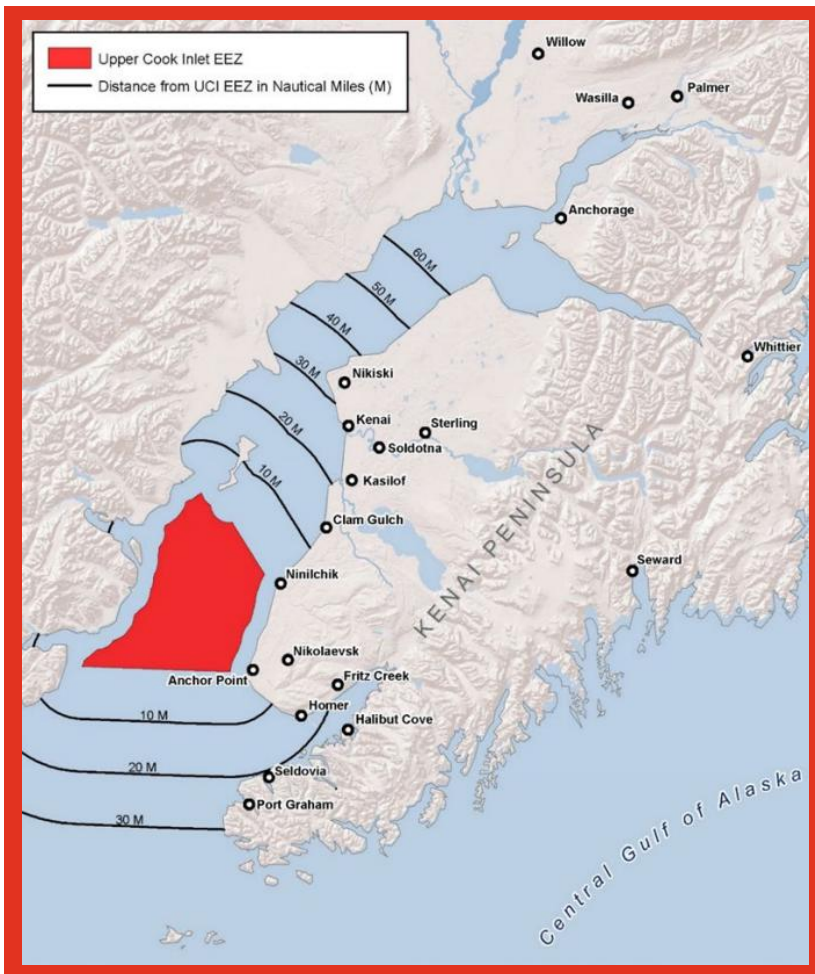 Upper Cook Inlet EEZ
Distance from UCI EEZ in Nautical Miles (M)
Willow
Palmer
Wasilla
Anchorage
60 M
50 M
40 M
Whittier
30 M
Nikiski
20 M
Kenai
Sterling
Soldotna
10 M
Kasilof
Clam Gulch
KENAI PENINSULA
Seward
Ninilchik
Nikolaevsk
Anchor Point
Fritz Creek
Homer
10 M
Halibut Cove
20 M
Seldovia
Port Graham
30 M
Central Gulf of Alaska